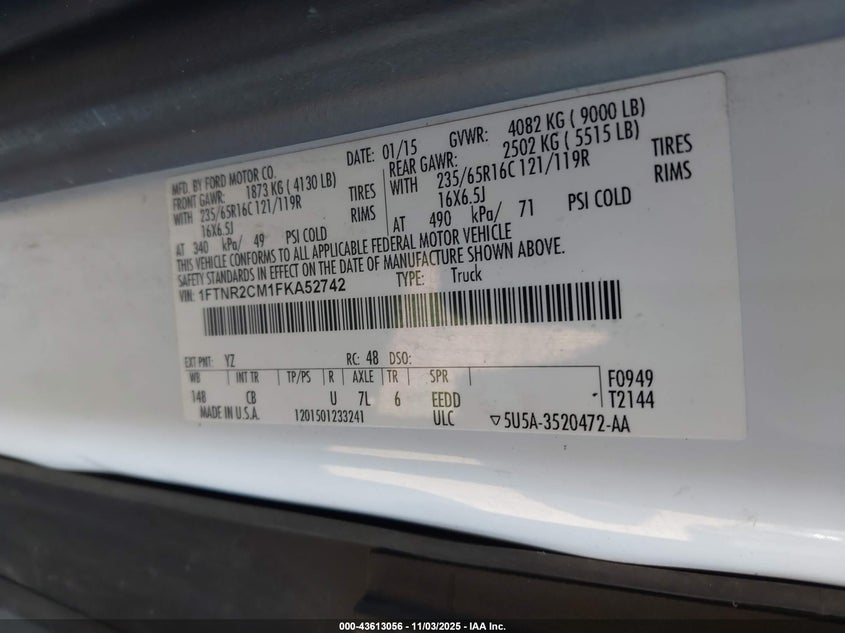 MFD. BY FORD MOTOR CO.
DATE: 01/15 GVWR: 4082 KG ( 9000 LB)
FRONT GAWR: 1873 KG ( 4130 LB) REAR GAWR: 2502 KG ( 5515 LB)
WITH 235/65R16C 121/119R TIRES WITH 235/65R16C 121/119R TIRES
16X6.5J RIMS 16X6.5J RIMS
AT 340 kPa/ 49 PSI COLD AT 490 kPa/ 71 PSI COLD
THIS VEHICLE CONFORMS TO ALL APPLICABLE FEDERAL MOTOR VEHICLE
SAFETY STANDARDS IN EFFECT ON THE DATE OF MANUFACTURE SHOWN ABOVE.
VIN: 1FTNR2CM1FKA52742 TYPE: Truck
EXT PNT: YZ RC: 48 DSO:
WB INT TR TP/PS R AXLE TR SPR F0949
148 CB U 7L 6 EEDD T2144
MADE IN U.S.A. 1201501233241 ULC ▽5U5A-3520472-AA
000-43613056 - 11/03/2025 - IAA Inc.